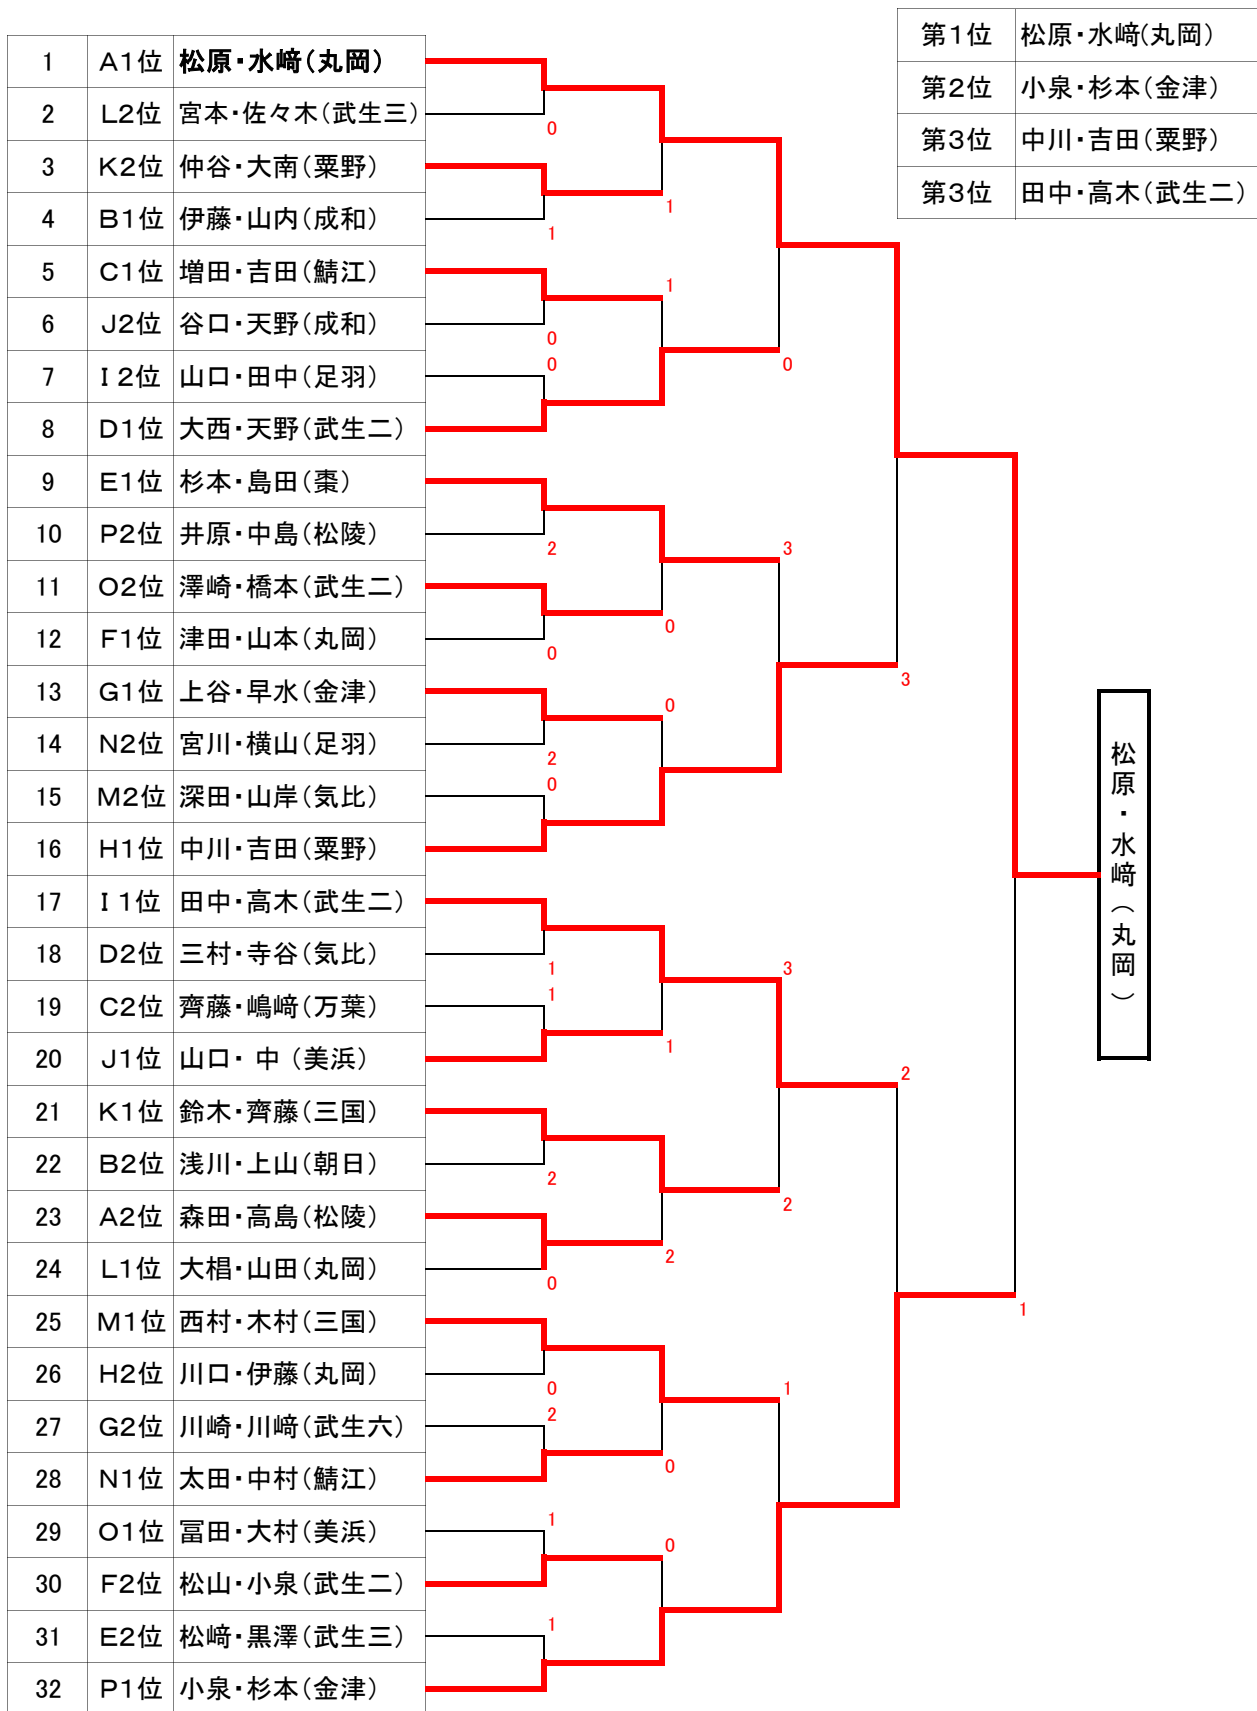 第1位 松原・水﨑(丸岡)
第2位 小泉・杉本(金津)
第3位 中川・吉田(粟野)
第3位 田中・高木(武生二)
1 A1位 松原・水﨑(丸岡)
2 L2位 宮本・佐々木(武生三)
0
3 K2位 仲谷・大南(粟野)
4 B1位 伊藤・山内(成和)
1
1
5 C1位 増田・吉田(鯖江)
1
6 J2位 谷口・天野(成和)
0
7 I2位 山口・田中(足羽)
0
0
8 D1位 大西・天野(武生二)
9 E1位 杉本・島田(棗)
10 P2位 井原・中島(松陵)
2
3
11 O2位 澤崎・橋本(武生二)
12 F1位 津田・山本(丸岡)
0
0
13 G1位 上谷・早水(金津)
0
3
14 N2位 宮川・横山(足羽)
2
15 M2位 深田・山岸(気比)
0
16 H1位 中川・吉田(粟野)
17 I1位 田中・高木(武生二)
18 D2位 三村・寺谷(気比)
1
3
19 C2位 齊藤・嶋﨑(万葉)
1
20 J1位 山口・中(美浜)
1
2
21 K1位 鈴木・齊藤(三国)
22 B2位 浅川・上山(朝日)
2
23 A2位 森田・高島(松陵)
2
24 L1位 大椙・山田(丸岡)
0
2
25 M1位 西村・木村(三国)
1
26 H2位 川口・伊藤(丸岡)
0
1
27 G2位 川崎・川﨑(武生六)
2
28 N1位 太田・中村(鯖江)
0
29 O1位 冨田・大村(美浜)
1
0
30 F2位 松山・小泉(武生二)
31 E2位 松﨑・黒澤(武生三)
1
32 P1位 小泉・杉本(金津)
松原・水﨑(丸岡)